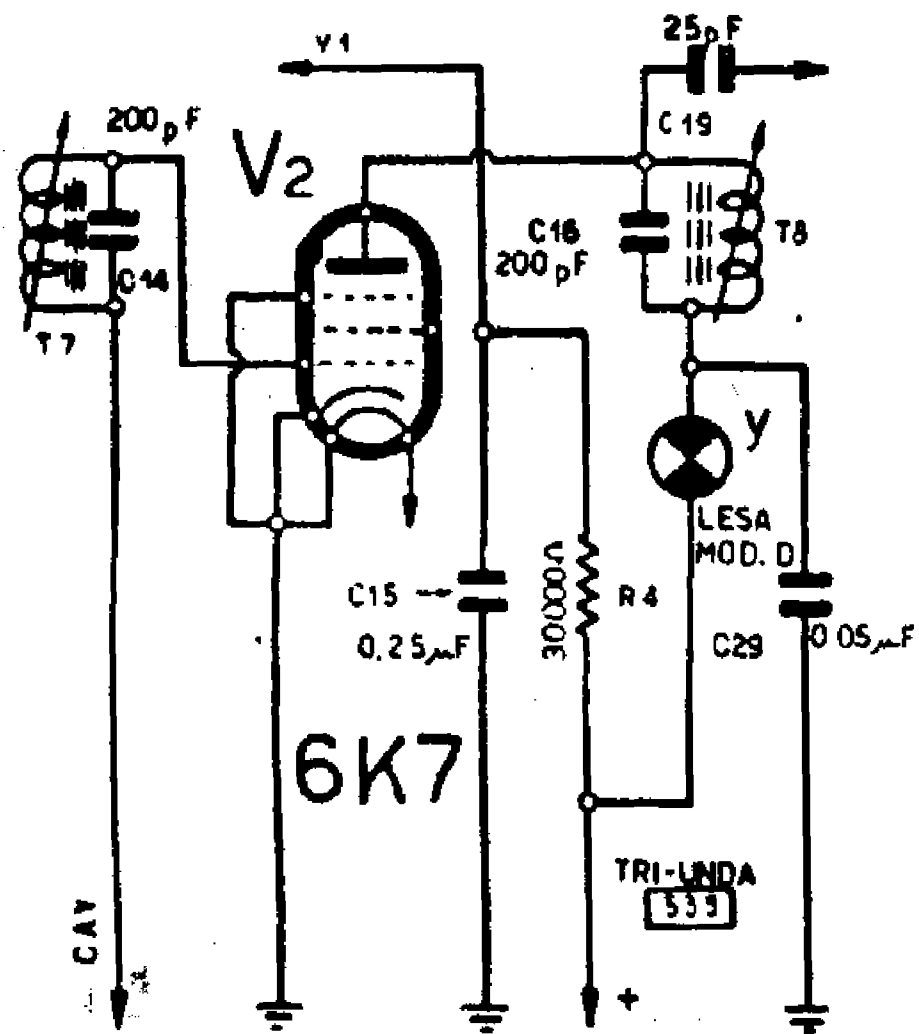 25pF
V1
C19
200pF
V2
C14
T7
C16
200pF
T8
y
LESA
MOD. D
C15
0,25µF
30000Ω
R4
C29
0 05µF
6K7
TRI-UNDA
539
CAV
+